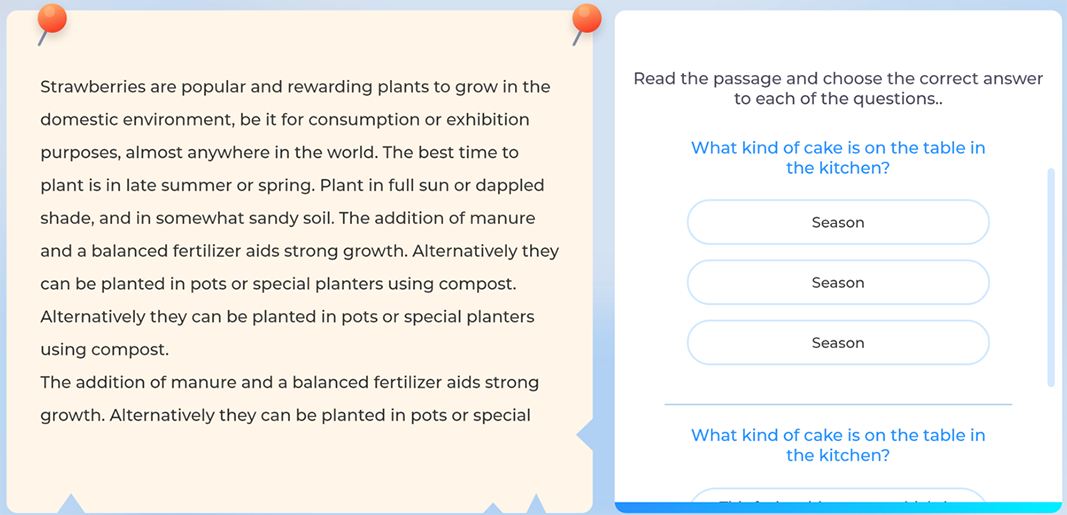 Strawberries are popular and rewarding plants to grow in the
domestic environment, be it for consumption or exhibition
purposes, almost anywhere in the world. The best time to
plant is in late summer or spring. Plant in full sun or dappled
shade, and in somewhat sandy soil. The addition of manure
and a balanced fertilizer aids strong growth. Alternatively they
can be planted in pots or special planters using compost.
Alternatively they can be planted in pots or special planters
using compost.
The addition of manure and a balanced fertilizer aids strong
growth. Alternatively they can be planted in pots or special
Read the passage and choose the correct answer
to each of the questions..
What kind of cake is on the table in
the kitchen?
Season
Season
Season
What kind of cake is on the table in
the kitchen?